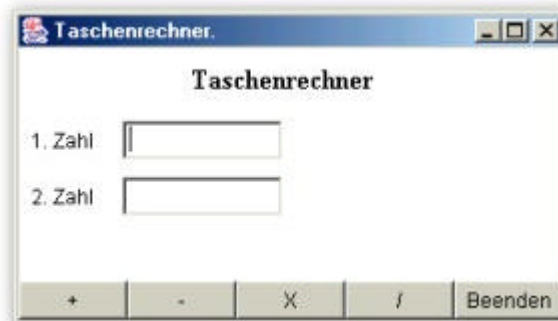 Taschenrechner.
Taschenrechner
1. Zahl
2. Zahl
+ - X / Beenden